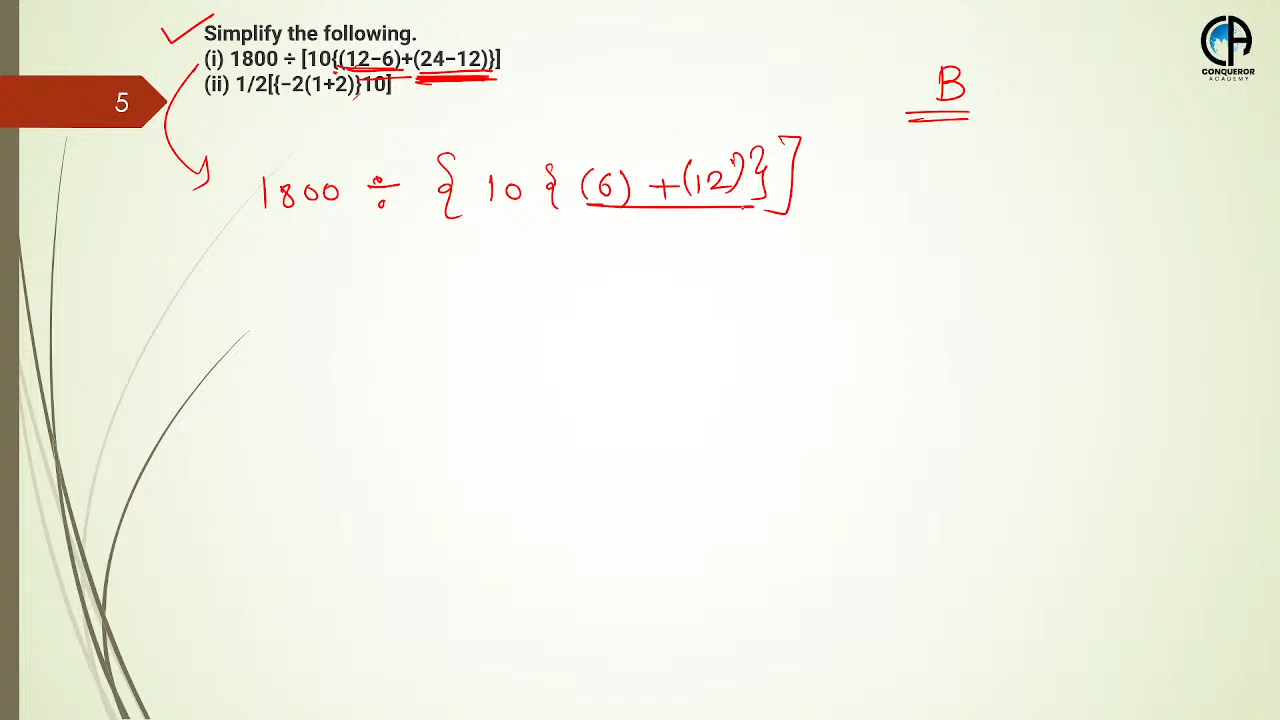 Simplify the following.
(i) 1800 ÷ [10{(12−6)+(24−12)}]
(ii) 1/2[{−2(1+2)}10]
5
B
CONQUEROR
ACADEMY
1800 ÷ { 10 { (6) + (12) } ]